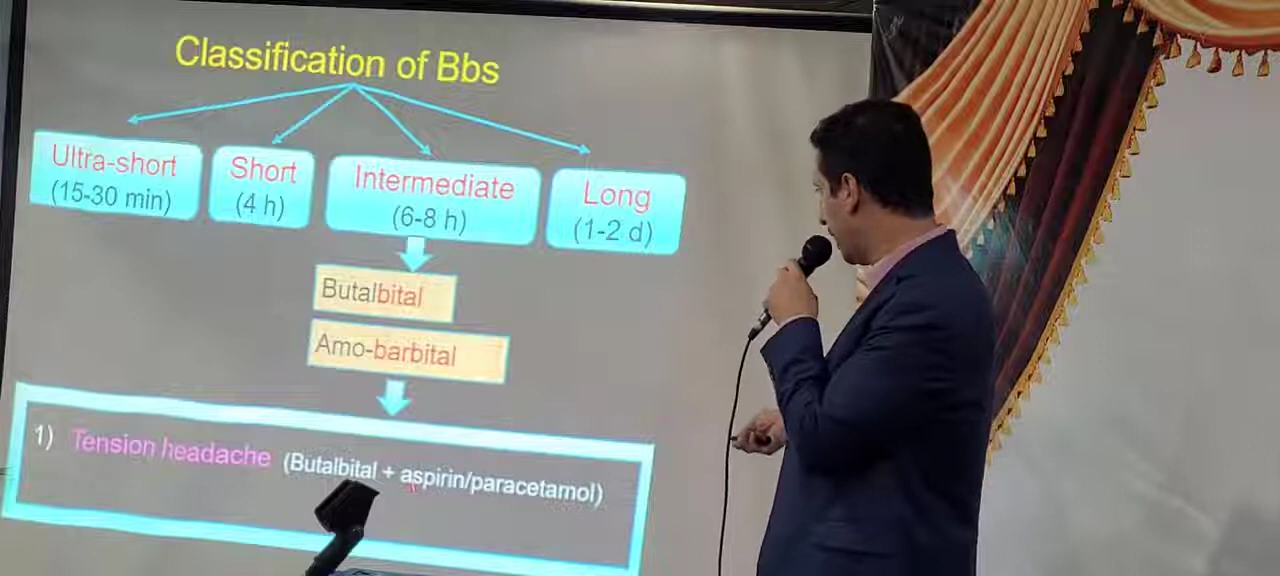 Classification of Bbs
Ultra-short
(15-30 min)
Short
(4 h)
Intermediate
(6-8 h)
Long
(1-2 d)
Butalbital
Amo-barbital
1) Tension headache (Butalbital + aspirin/paracetamol)